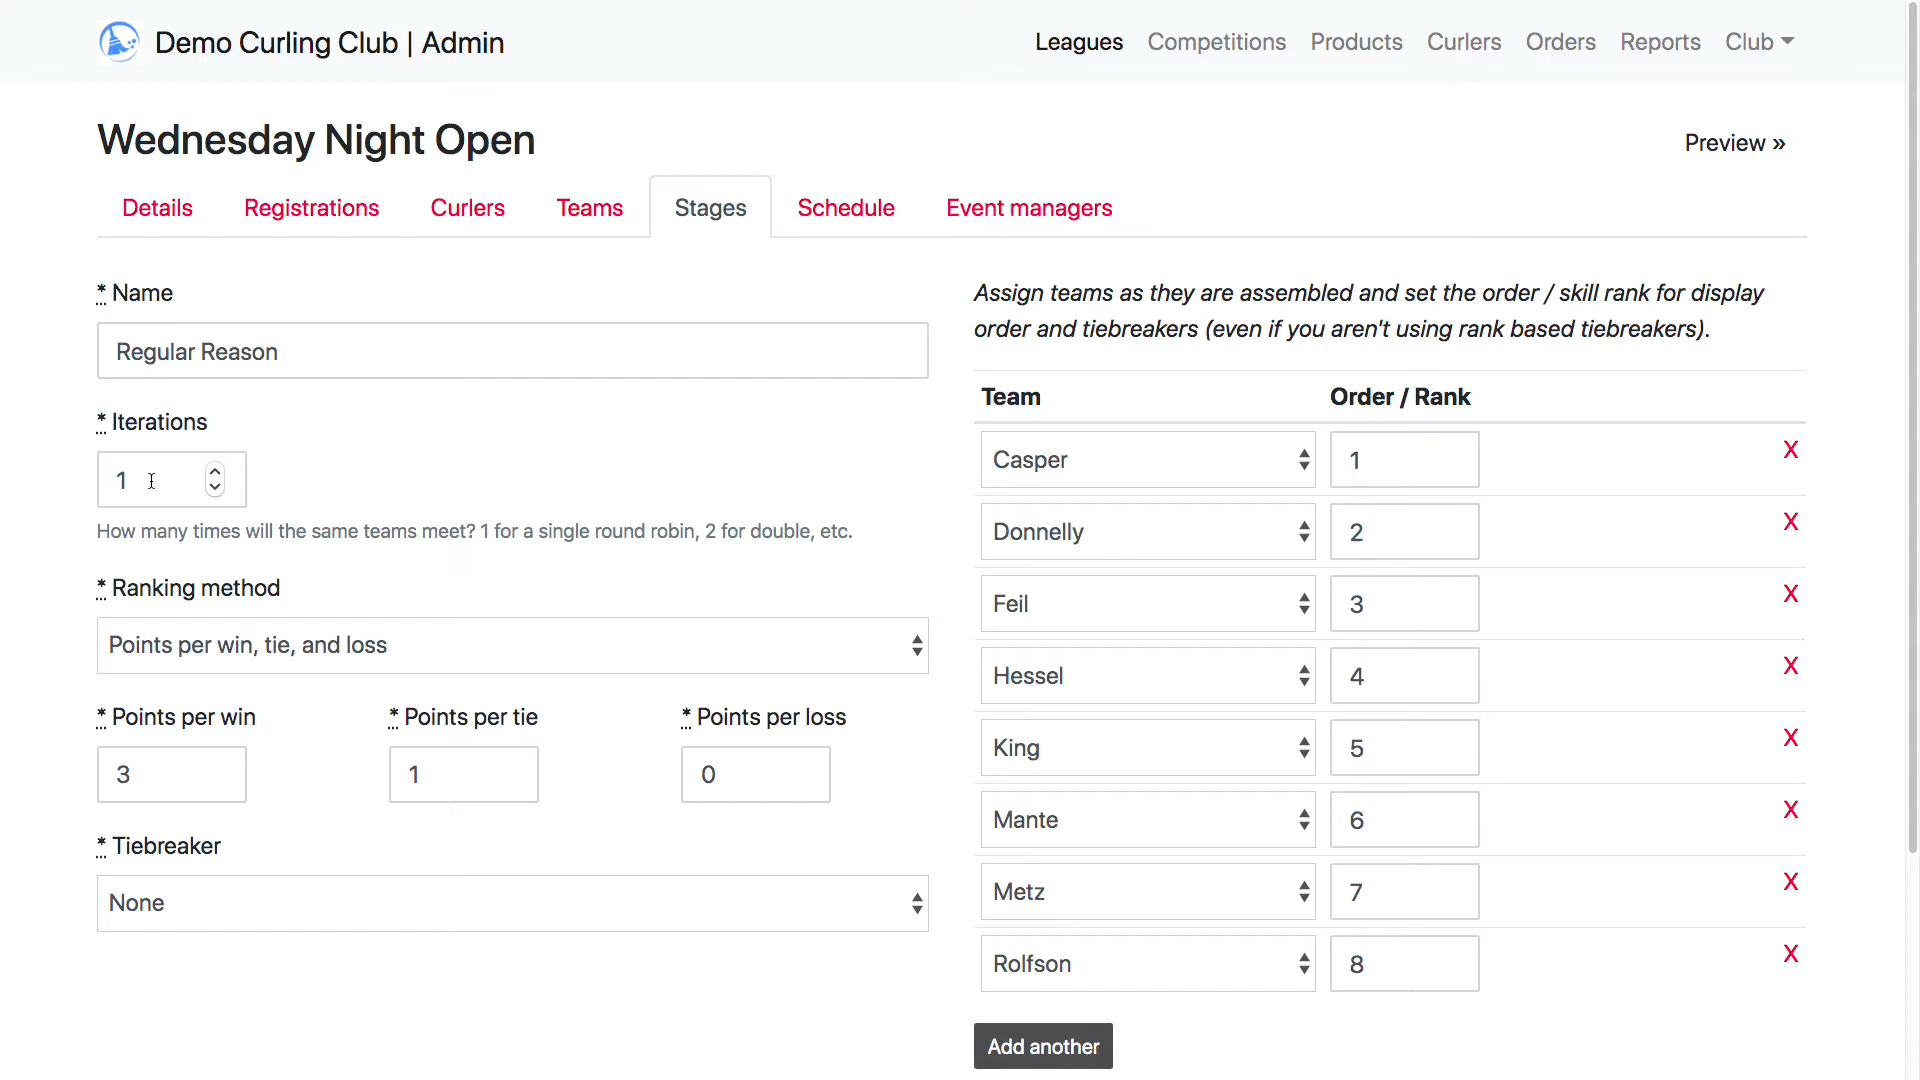 Demo Curling Club | Admin
Leagues Competitions Products Curlers Orders Reports Club
Wednesday Night Open
Preview »
Details Registrations Curlers Teams Stages Schedule Event managers
* Name
Regular Reason
* Iterations
1
How many times will the same teams meet? 1 for a single round robin, 2 for double, etc.
* Ranking method
Points per win, tie, and loss
* Points per win * Points per tie * Points per loss
3 1 0
* Tiebreaker
None
Assign teams as they are assembled and set the order / skill rank for display
order and tiebreakers (even if you aren't using rank based tiebreakers).
Team Order / Rank
Casper 1 X
Donnelly 2 X
Feil 3 X
Hessel 4 X
King 5 X
Mante 6 X
Metz 7 X
Rolfson 8 X
Add another